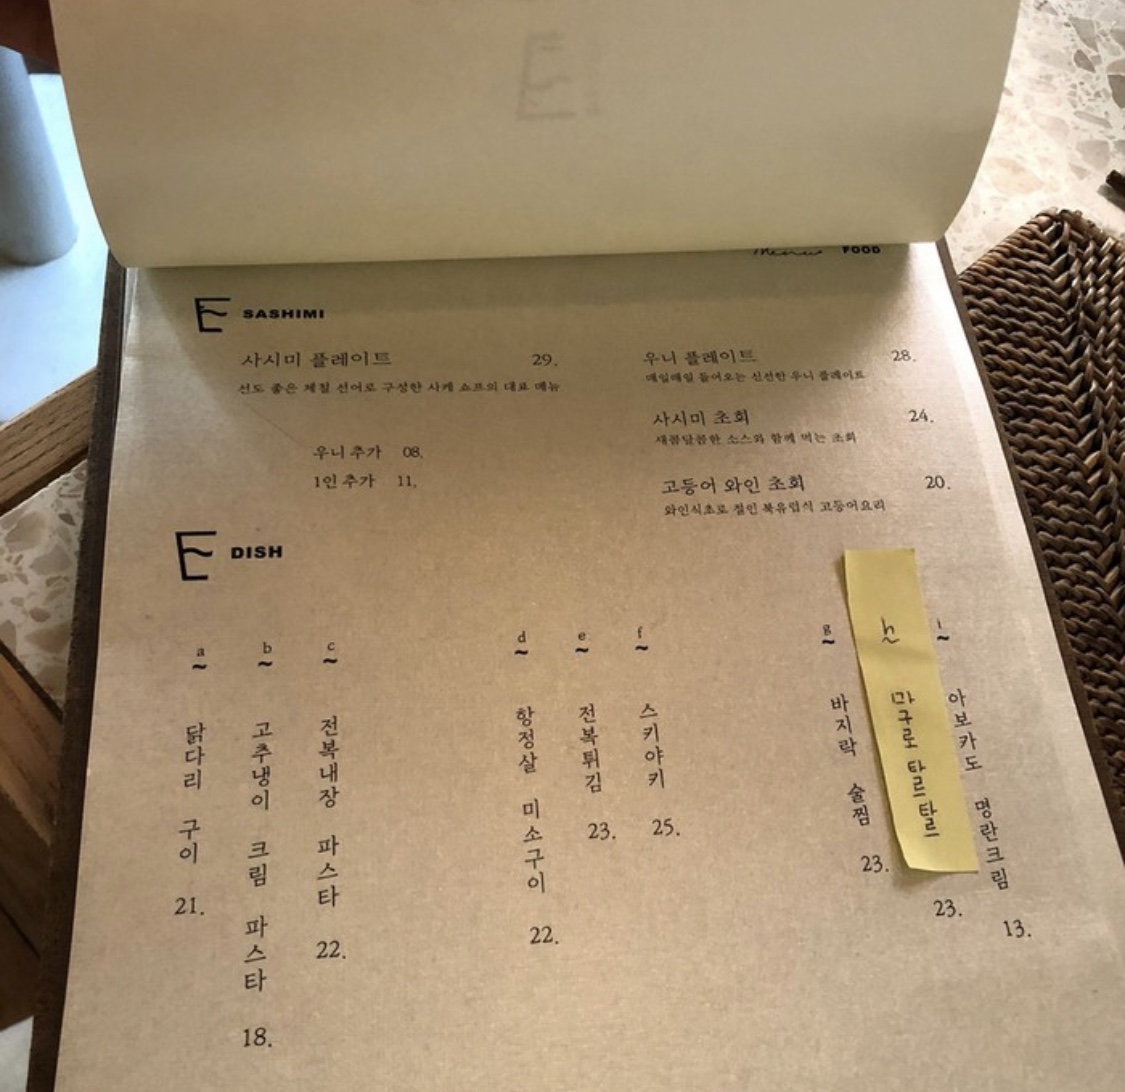 Menu FOOD
SASHIMI
사시미 플레이트 29.
선도 좋은 제철 선어로 구성한 사케 쇼프의 대표 메뉴
우니 추가 08.
1인 추가 11.
우니 플레이트 28.
매일매일 들어오는 신선한 우니 플레이트
사시미 초회 24.
새콤달콤한 소스와 함께 먹는 초회
고등어 와인 초회 20.
와인식초로 절인 북유럽식 고등어요리
DISH
a
닭다리 구이
21.
b
고추냉이 크림 파스타
18.
c
전복내장 파스타
22.
d
항정살 미소구이
22.
e
전복튀김
23.
f
스키야키
25.
g
바지락 술찜
23.
h
마구로 타르타르
23.
i
아보카도 명란크림
13.